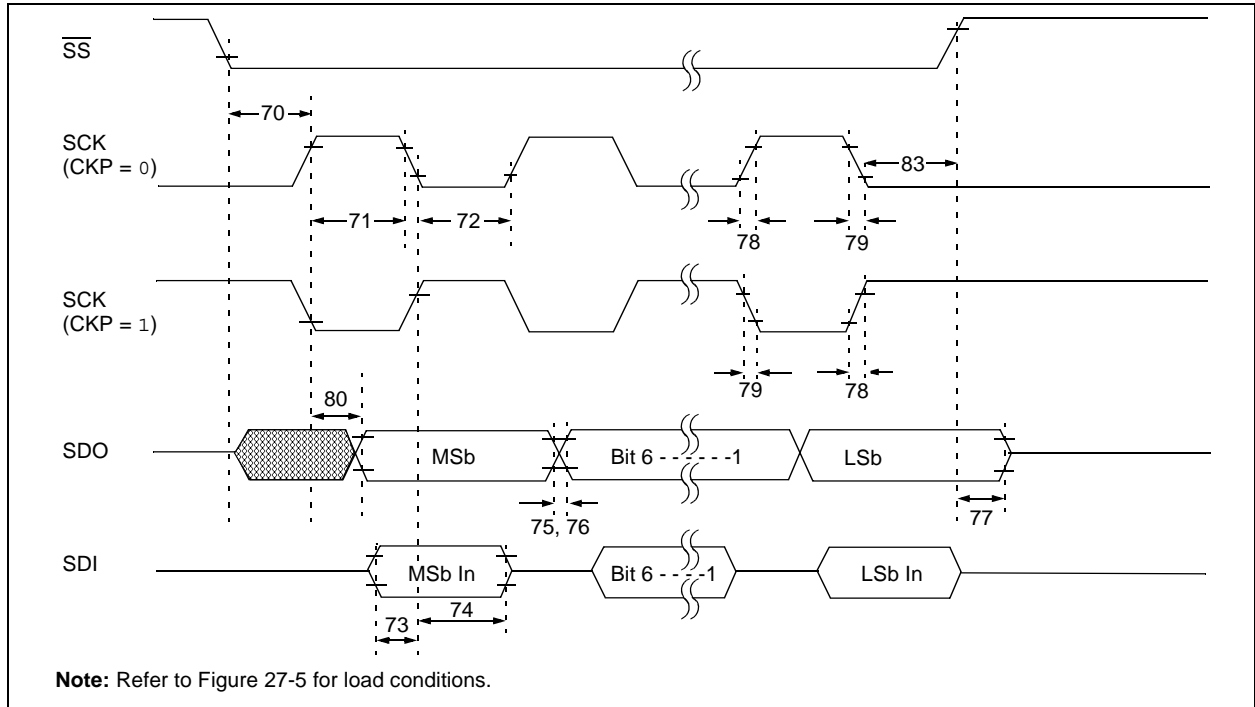 SS
70
SCK
(CKP = 0)
83
71
72
78
79
SCK
(CKP = 1)
79
78
80
SDO
MSb
Bit 6 - - - - - -1
LSb
75, 76
77
SDI
MSb In
Bit 6 - - - -1
LSb In
74
73
Note: Refer to Figure 27-5 for load conditions.